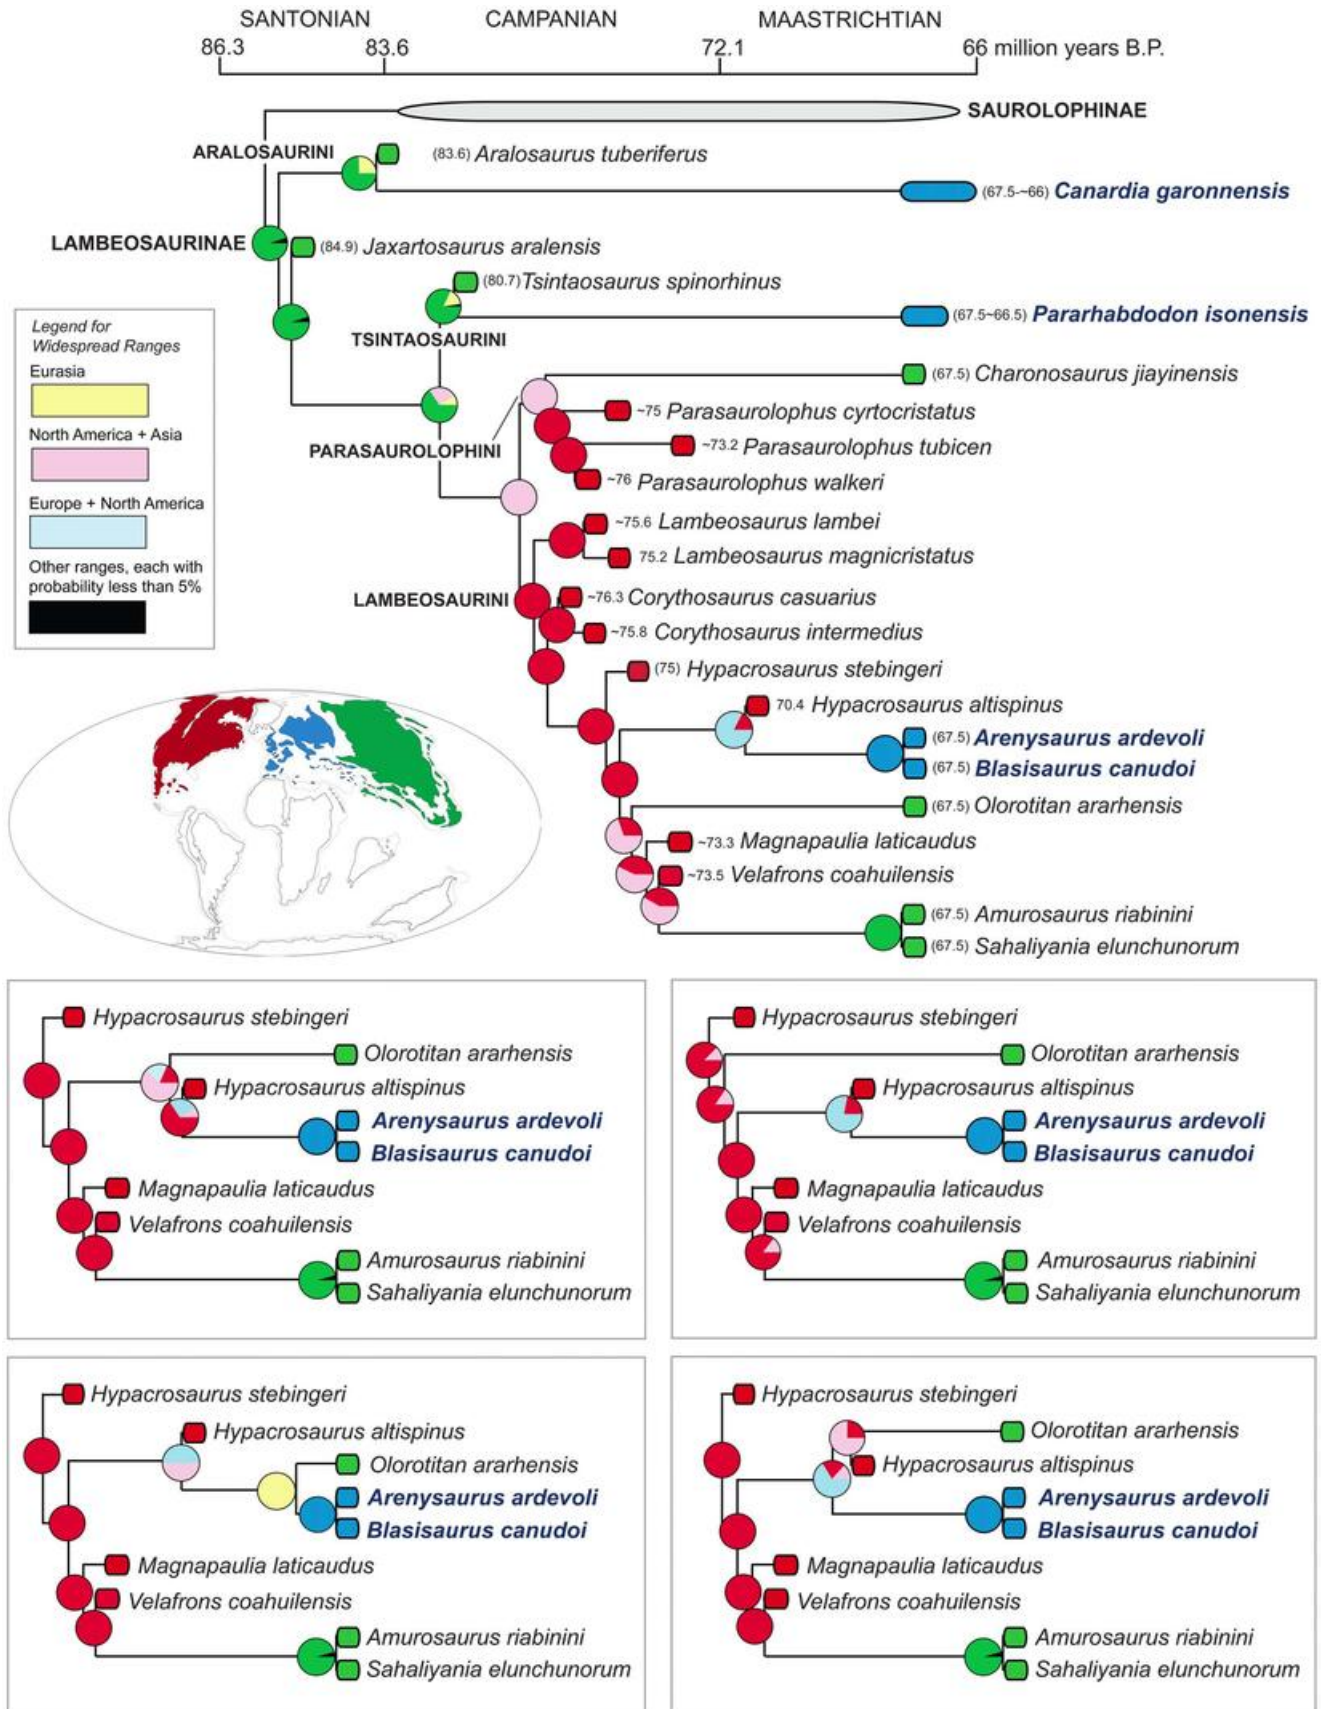 SANTONIAN CAMPANIAN MAASTRICHTIAN
86.3 83.6 72.1 66 million years B.P.
SAUROLOPHINAE
ARALOSAURINI (83.6) Aralosaurus tuberiferus
(67.5-~66) Canardia garonnensis
LAMBEOSAURINAE (84.9) Jaxartosaurus aralensis
(80.7) Tsintaosaurus spinorhinus
(67.5~66.5) Pararhabdodon isonensis
TSINTAOSAURINI
Legend for
Widespread Ranges
Eurasia
North America + Asia
Europe + North America
Other ranges, each with
probability less than 5%
(67.5) Charonosaurus jiayinensis
~75 Parasaurolophus cyrtocristatus
PARASAUROLOPHINI ~73.2 Parasaurolophus tubicen
~76 Parasaurolophus walkeri
~75.6 Lambeosaurus lambei
75.2 Lambeosaurus magnicristatus
LAMBEOSAURINI ~76.3 Corythosaurus casuarius
~75.8 Corythosaurus intermedius
(75) Hypacrosaurus stebingeri
70.4 Hypacrosaurus altispinus
(67.5) Arenysaurus ardevoli
(67.5) Blasisaurus canudoi
(67.5) Olorotitan ararhensis
~73.3 Magnapaulia laticaudus
~73.5 Velafrons coahuilensis
(67.5) Amurosaurus riabinini
(67.5) Sahaliyania elunchunorum
Hypacrosaurus stebingeri
Olorotitan ararhensis
Hypacrosaurus altispinus
Arenysaurus ardevoli
Blasisaurus canudoi
Magnapaulia laticaudus
Velafrons coahuilensis
Amurosaurus riabinini
Sahaliyania elunchunorum
Hypacrosaurus stebingeri
Olorotitan ararhensis
Hypacrosaurus altispinus
Arenysaurus ardevoli
Blasisaurus canudoi
Magnapaulia laticaudus
Velafrons coahuilensis
Amurosaurus riabinini
Sahaliyania elunchunorum
Hypacrosaurus stebingeri
Hypacrosaurus altispinus
Olorotitan ararhensis
Arenysaurus ardevoli
Blasisaurus canudoi
Magnapaulia laticaudus
Velafrons coahuilensis
Amurosaurus riabinini
Sahaliyania elunchunorum
Hypacrosaurus stebingeri
Olorotitan ararhensis
Hypacrosaurus altispinus
Arenysaurus ardevoli
Blasisaurus canudoi
Magnapaulia laticaudus
Velafrons coahuilensis
Amurosaurus riabinini
Sahaliyania elunchunorum